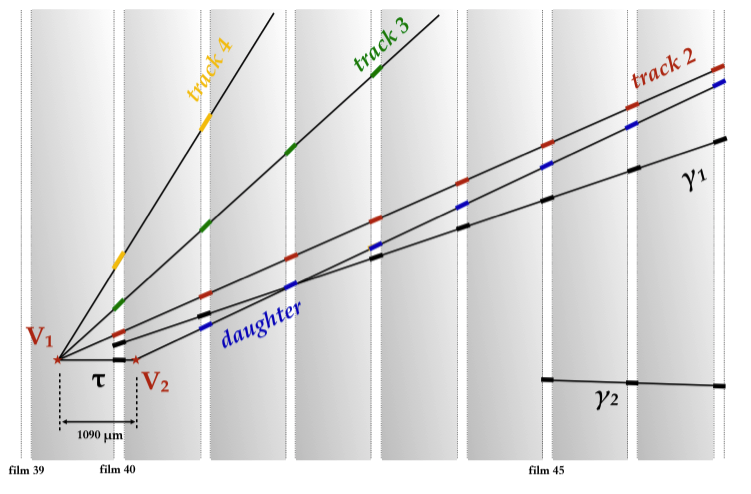 track 4
track 3
track 2
γ1
V1
daughter
τ
V2
γ2
1090 μm
film 39
film 40
film 45